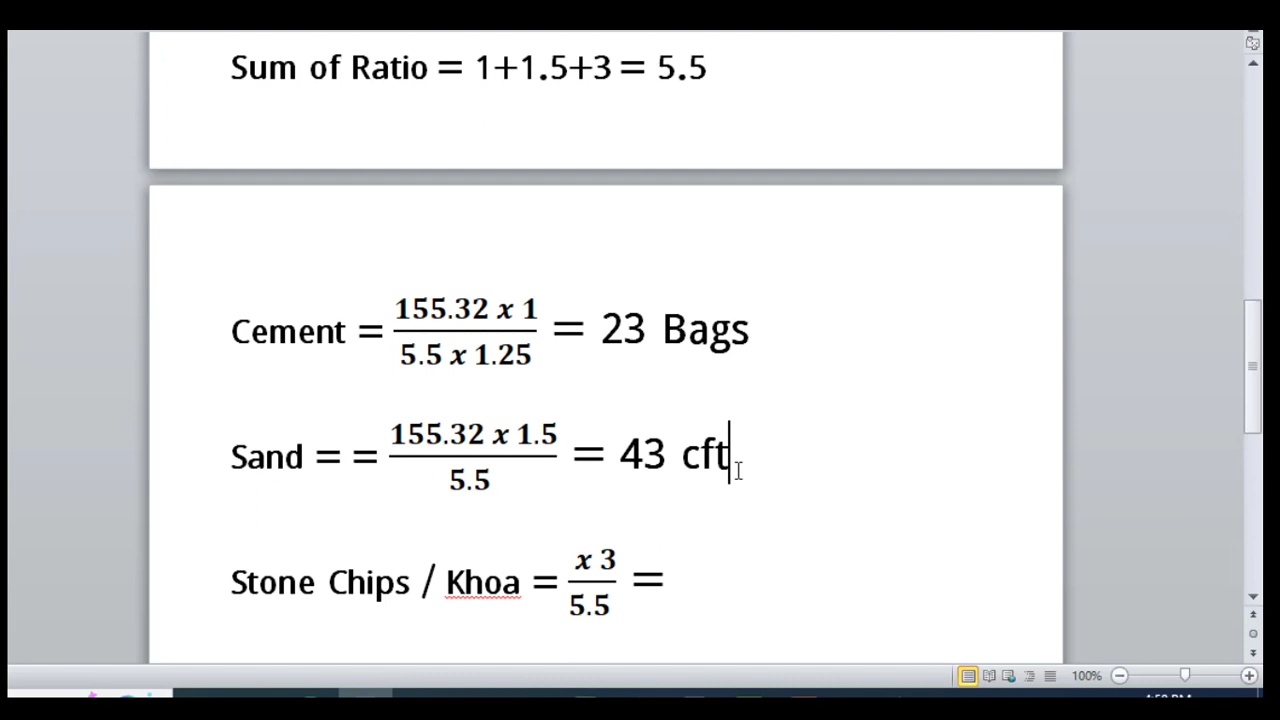 Sum of Ratio = 1+1.5+3 = 5.5
Cement = 155.32 x 1 / 5.5 x 1.25 = 23 Bags
Sand = = 155.32 x 1.5 / 5.5 = 43 cft
Stone Chips / Khoa = x 3 / 5.5 =
100%